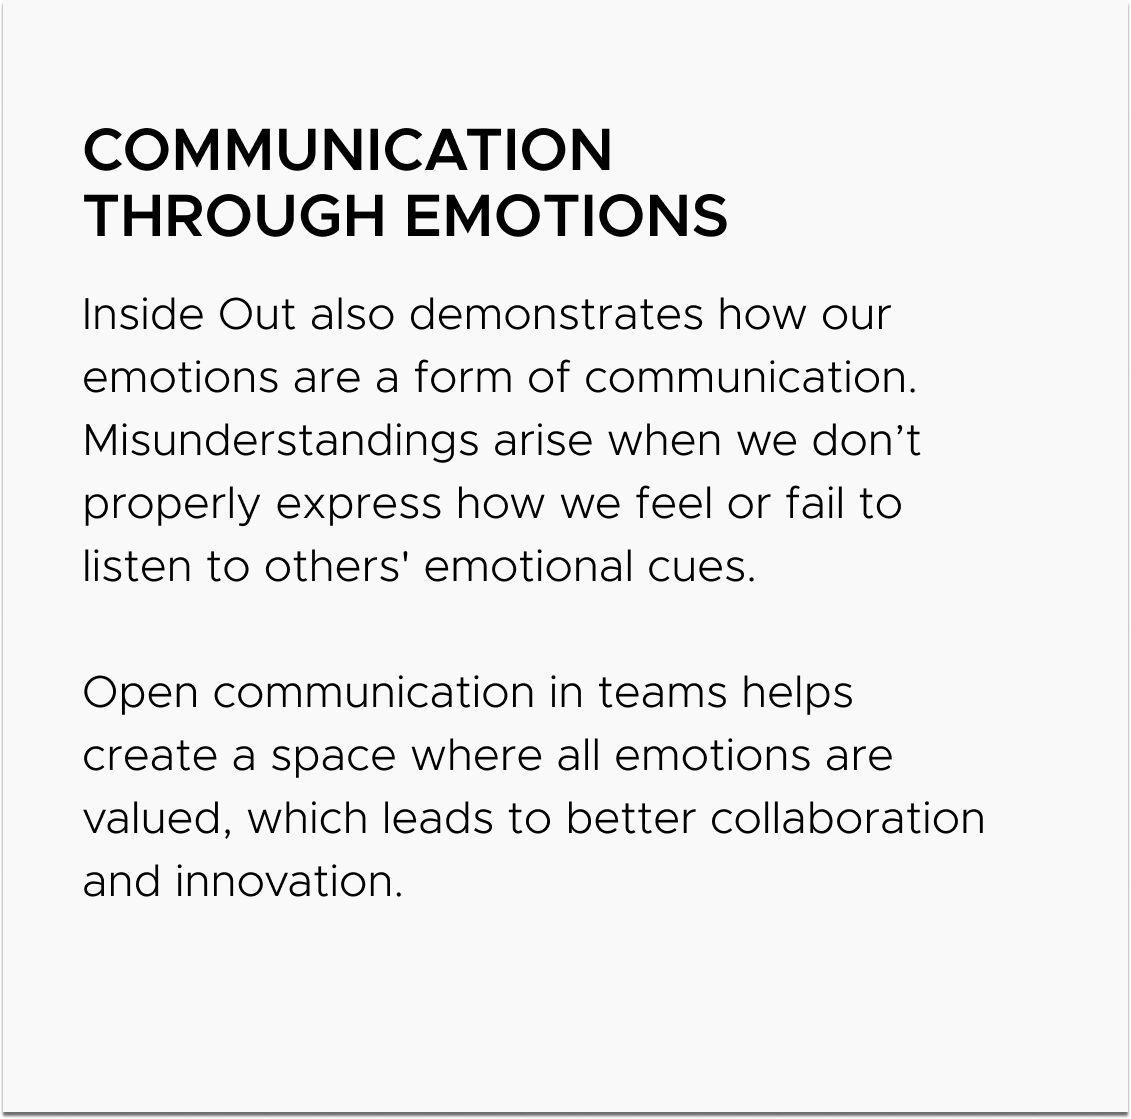 COMMUNICATION
THROUGH EMOTIONS
Inside Out also demonstrates how our
emotions are a form of communication.
Misunderstandings arise when we don’t
properly express how we feel or fail to
listen to others' emotional cues.
Open communication in teams helps
create a space where all emotions are
valued, which leads to better collaboration
and innovation.